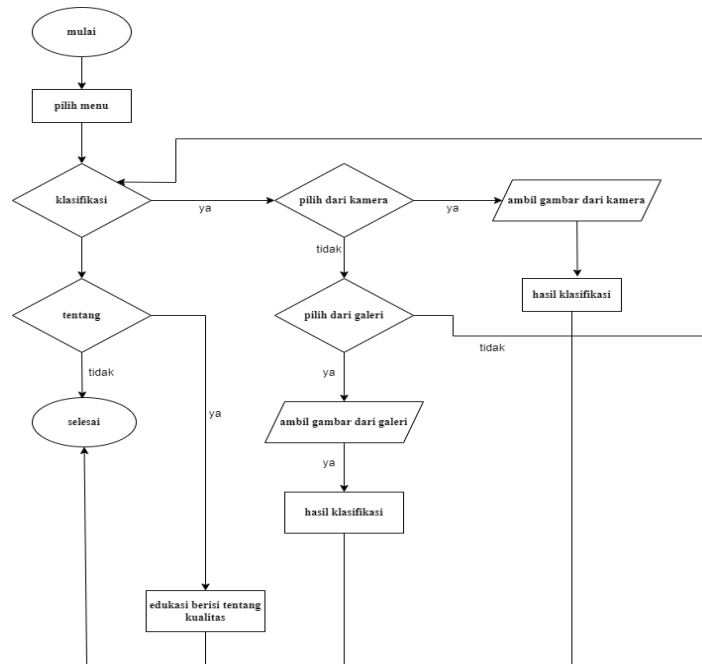 mulai
pilih menu
klasifikasi
ya
pilih dari kamera
ya
ambil gambar dari kamera
tidak
hasil klasifikasi
tentang
pilih dari galeri
tidak
tidak
ya
selesai
ya
ambil gambar dari galeri
ya
hasil klasifikasi
edukasi berisi tentang
kualitas